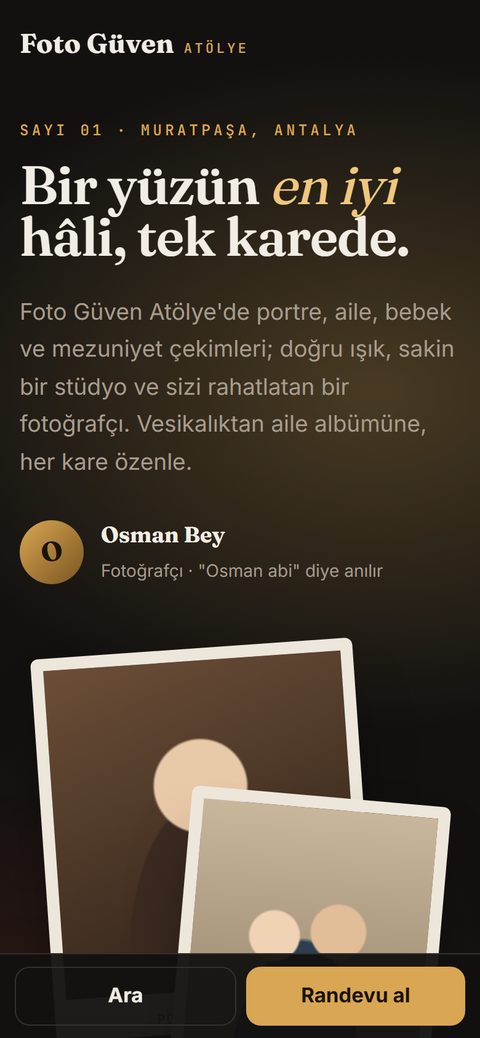 Foto Güven ATÖLYE
SAYI 01 · MURATPAŞA, ANTALYA
Bir yüzün en iyi
hâli, tek karede.
Foto Güven Atölye'de portre, aile, bebek
ve mezuniyet çekimleri; doğru ışık, sakin
bir stüdyo ve sizi rahatlatan bir
fotoğrafçı. Vesikalıktan aile albümüne,
her kare özenle.
O
Osman Bey
Fotoğrafçı · "Osman abi" diye anılır
Ara
Randevu al